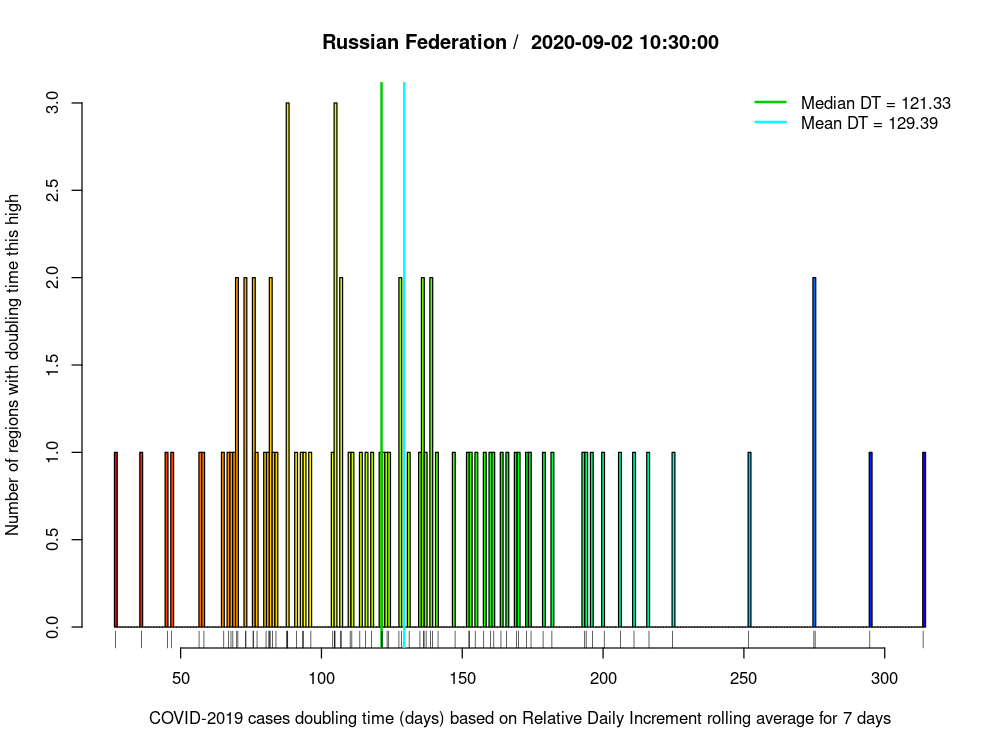 Russian Federation /  2020-09-02 10:30:00
Median DT = 121.33
Mean DT = 129.39
Number of regions with doubling time this high
3.0
2.5
2.0
1.5
1.0
0.5
0.0
50 100 150 200 250 300
COVID-2019 cases doubling time (days) based on Relative Daily Increment rolling average for 7 days